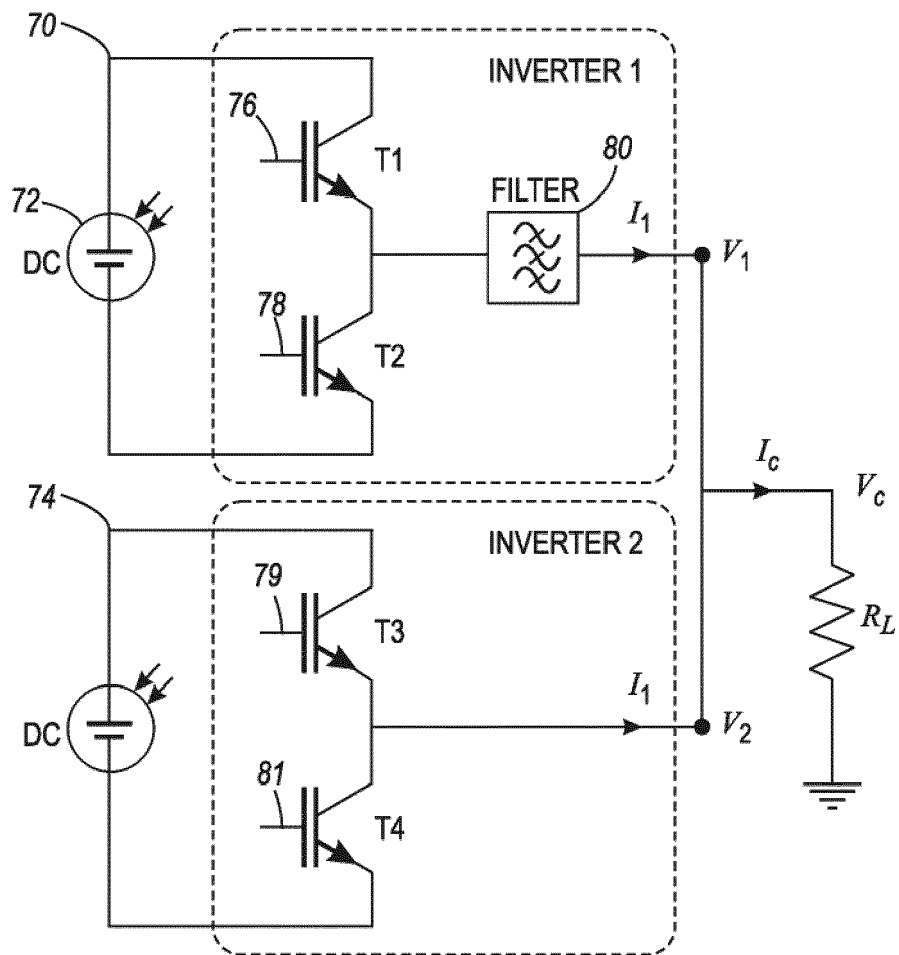 70
INVERTER 1
76
T1
80
FILTER
72
DC
I1
V1
78
T2
Ic
Vc
74
INVERTER 2
79
T3
RL
I1
V2
DC
81
T4